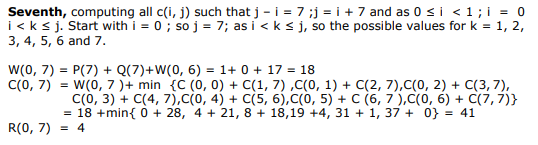 Seventh, computing all c(i, j) such that j - i = 7 ;j = i + 7 and as 0 ≤ i < 1 ; i = 0
i < k ≤ j. Start with i = 0 ; so j = 7; as i < k ≤ j, so the possible values for k = 1, 2,
3, 4, 5, 6 and 7.
W(0, 7) = P(7) + Q(7)+W(0, 6) = 1+ 0 + 17 = 18
C(0, 7) = W(0, 7 )+ min {C (0, 0) + C(1, 7) ,C(0, 1) + C(2, 7),C(0, 2) + C(3, 7),
C(0, 3) + C(4, 7),C(0, 4) + C(5, 6),C(0, 5) + C (6, 7 ),C(0, 6) + C(7, 7)}
= 18 +min{ 0 + 28, 4 + 21, 8 + 18,19 +4, 31 + 1, 37 + 0} = 41
R(0, 7) = 4